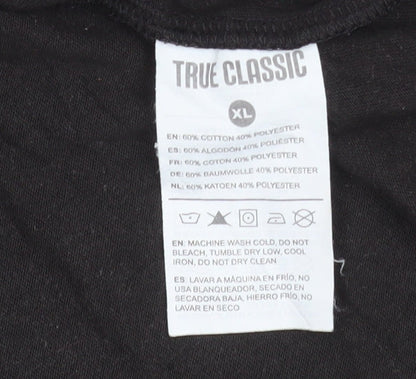 TRUE CLASSIC
XL
EN: 60% COTTON 40% POLYESTER
ES: 60% ALGODÓN 40% POLIÉSTER
FR: 60% COTON 40% POLYESTER
DE: 60% BAUMWOLLE 40% POLYESTER
NL: 60% KATOEN 40% POLYESTER
EN: MACHINE WASH COLD, DO NOT
BLEACH, TUMBLE DRY LOW, COOL
IRON, DO NOT DRY CLEAN
ES: LAVAR A MÁQUINA EN FRÍO, NO
USA BLANQUEADOR, SECADO EN
SECADORA BAJA, HIERRO FRÍO, NO
LAVAR EN SECO